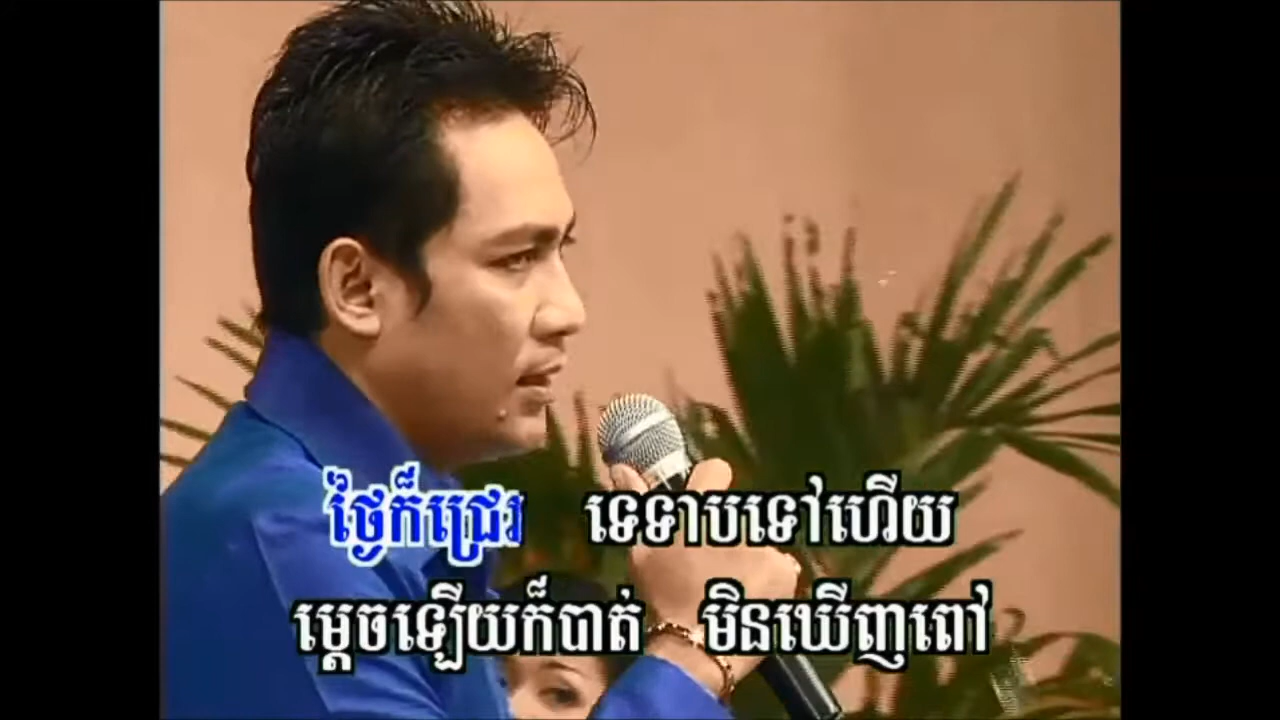 ថ្ងៃក៏ជ្រេរ ទេទាបទៅហើយ
ម្ដេចឡើយក៏បាត់ មិនឃើញពៅ